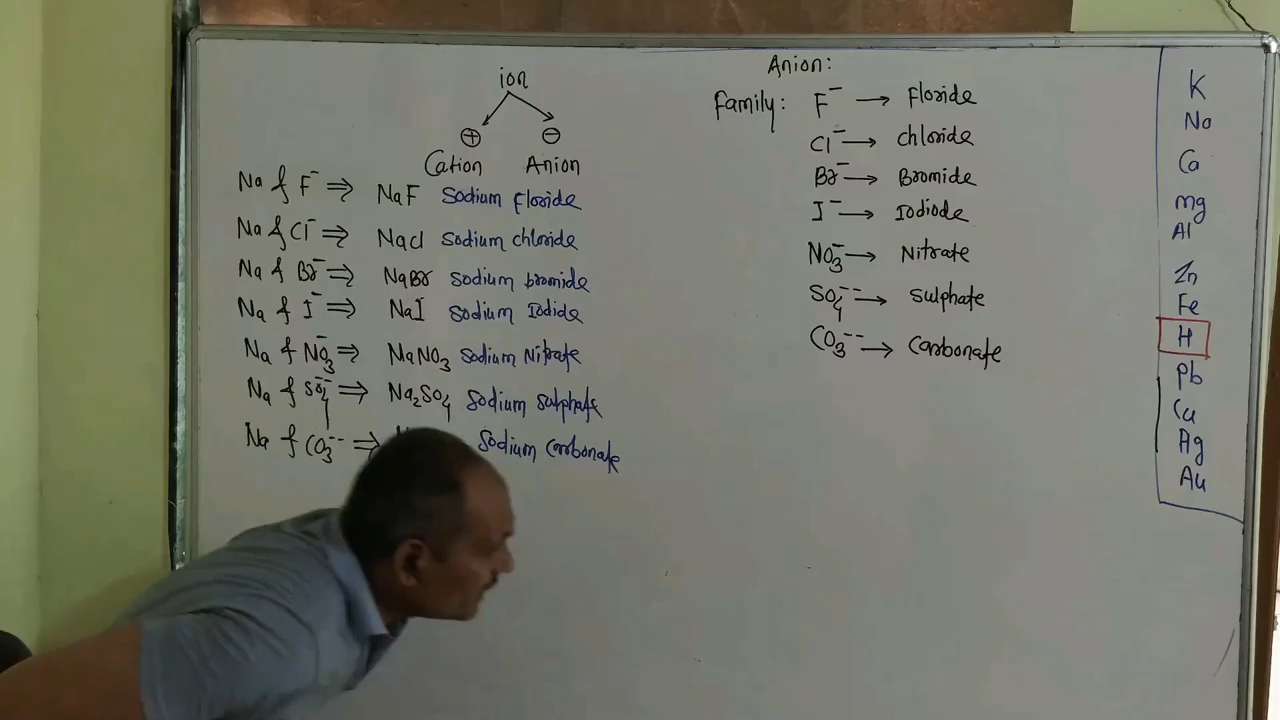 ion
⊕ ⊖
Cation Anion
Na & F⁻ ⇒ NaF Sodium floride
Na & Cl⁻ ⇒ NaCl Sodium chloride
Na & Br⁻ ⇒ NaBr Sodium bromide
Na & I⁻ ⇒ NaI Sodium Iodide
Na & NO₃⁻ ⇒ NaNO₃ Sodium Nitrate
Na & SO₄⁻⁻ ⇒ Na₂SO₄ Sodium sulphate
Na & CO₃⁻⁻ ⇒ Sodium Carbonate
Anion:
Family: F⁻ → Floride
Cl⁻ → chloride
Br⁻ → Bromide
I⁻ → Iodiode
NO₃⁻ → Nitrate
SO₄⁻⁻ → sulphate
CO₃⁻⁻ → Carbonate
K
Na
Ca
mg
Al
Zn
Fe
H
Pb
Cu
Ag
Au